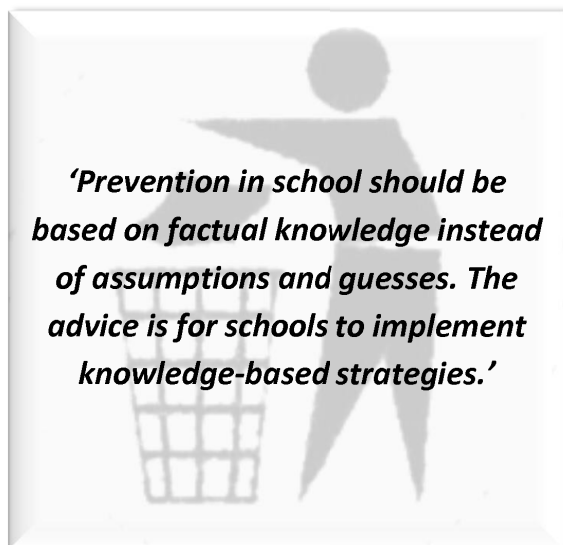 ‘Prevention in school should be
based on factual knowledge instead
of assumptions and guesses. The
advice is for schools to implement
knowledge-based strategies.’